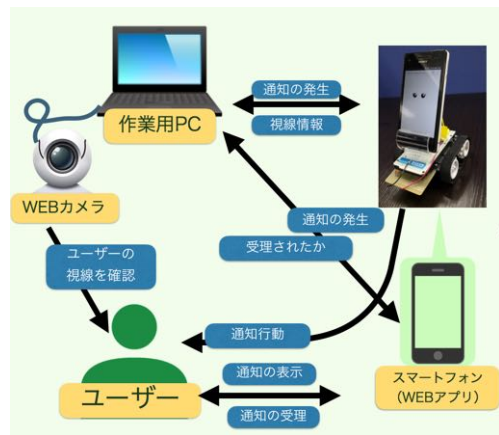 通知の発生
視線情報
作業用PC
WEBカメラ
通知の発生
受理されたか
ユーザーの
視線を確認
通知行動
通知の表示
ユーザー
通知の受理
スマートフォン
(WEBアプリ)